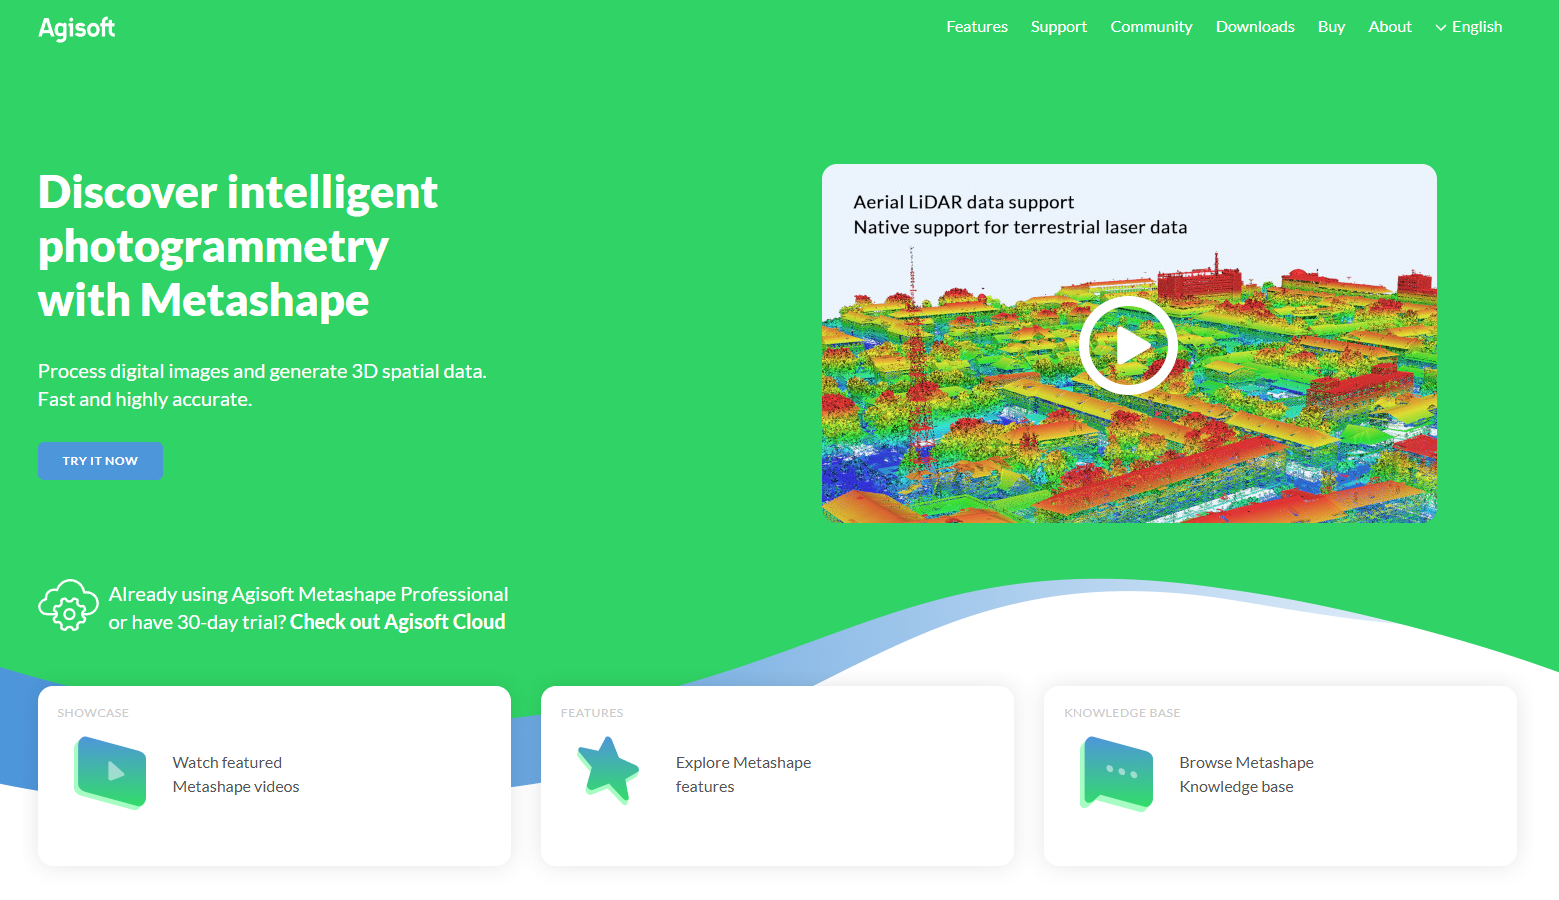 Agisoft
Features Support Community Downloads Buy About English
Discover intelligent
photogrammetry
with Metashape
Process digital images and generate 3D spatial data.
Fast and highly accurate.
TRY IT NOW
Aerial LiDAR data support
Native support for terrestrial laser data
Already using Agisoft Metashape Professional
or have 30-day trial? Check out Agisoft Cloud
SHOWCASE
Watch featured
Metashape videos
FEATURES
Explore Metashape
features
KNOWLEDGE BASE
Browse Metashape
Knowledge base